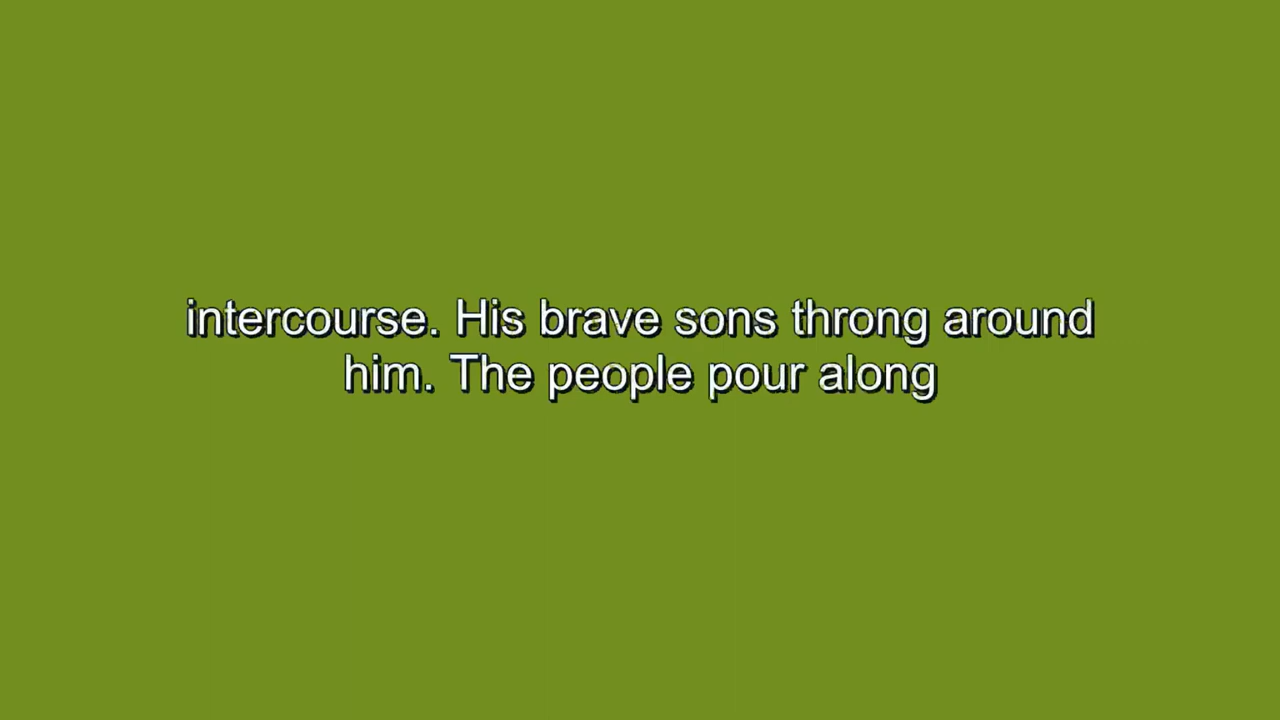 intercourse. His brave sons throng around
him. The people pour along